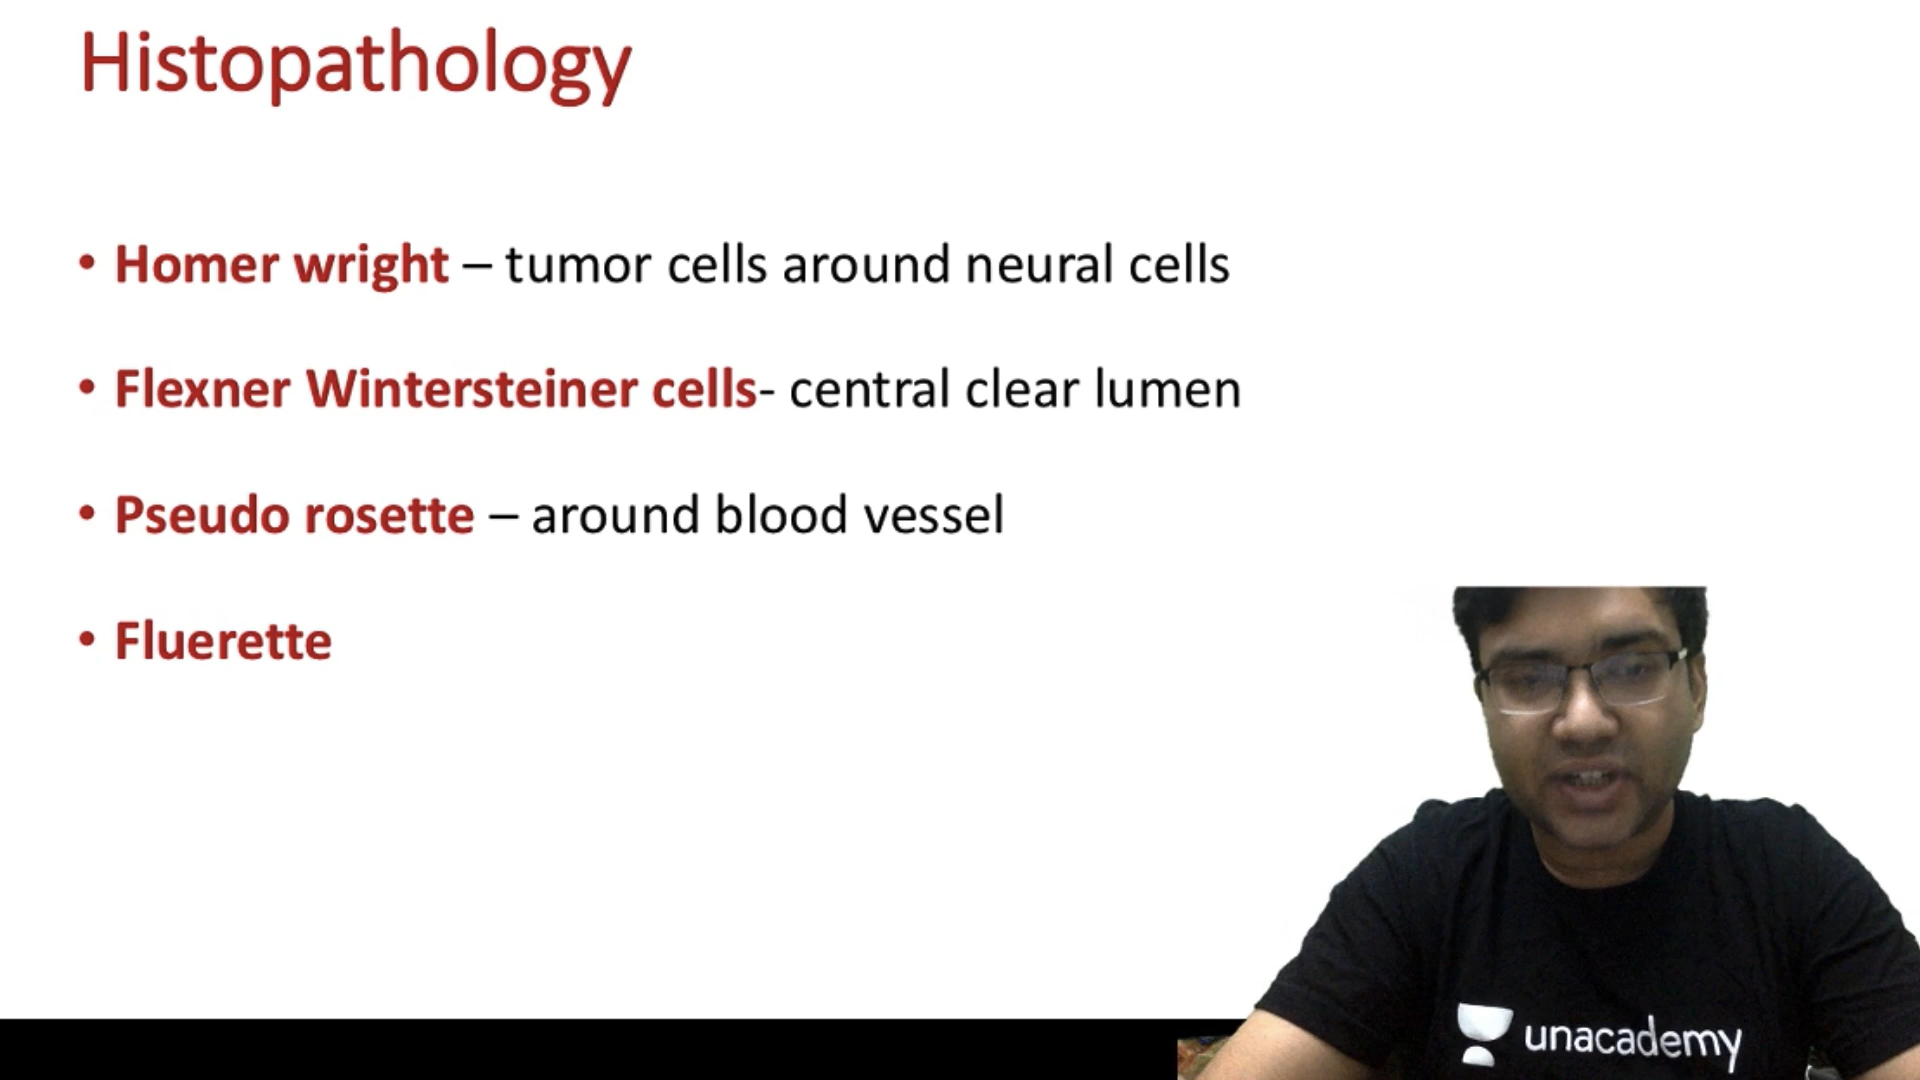 Histopathology
• Homer wright – tumor cells around neural cells
• Flexner Wintersteiner cells- central clear lumen
• Pseudo rosette – around blood vessel
• Fluerette
unacademy